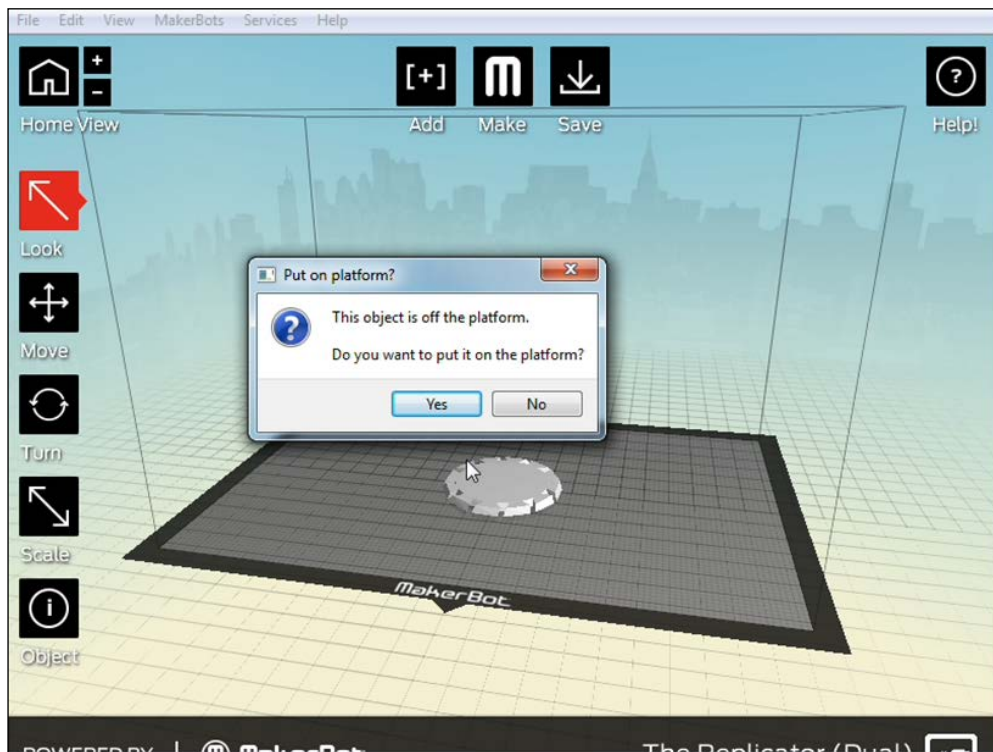 File Edit View MakerBots Services Help
+
[+] M ?
-
Home View Add Make Save Help!
Look
Put on platform?
This object is off the platform.
Move
Do you want to put it on the platform?
Yes No
Turn
Scale
MakerBot
i
Object
POWERED BY | M MakerBot The Replicator (Dual)